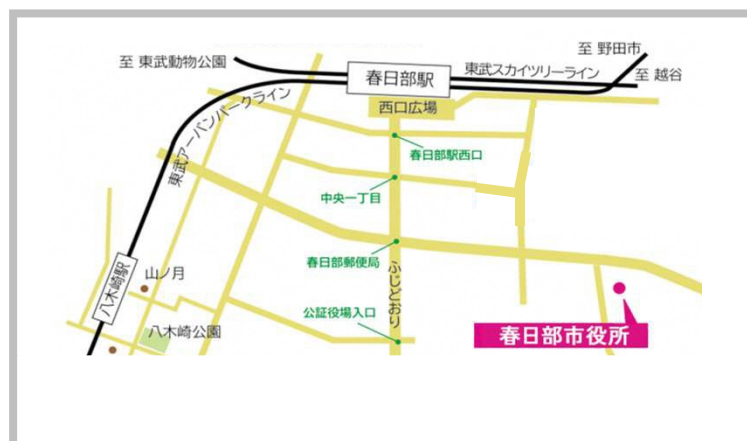 至 野田市
至 東武動物公園
東武スカイツリーライン
至 越谷
春日部駅
西口広場
東武アーバンパークライン
春日部駅西口
中央一丁目
春日部郵便局
ふじどおり
山ノ月
八木崎駅
公証役場入口
八木崎公園
春日部市役所